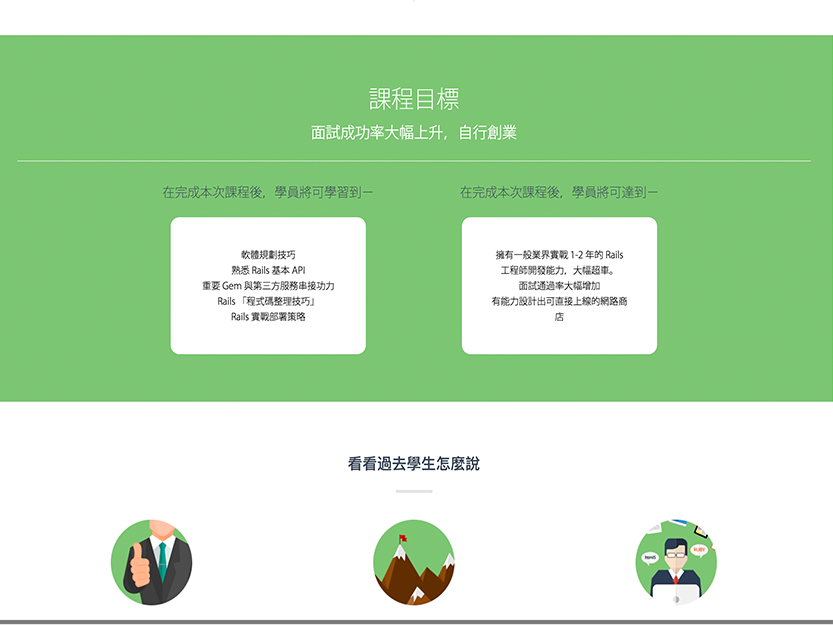 課程目標
面試成功率大幅上升，自行創業
在完成本次課程後，學員將可學習到－
軟體規劃技巧
熟悉 Rails 基本 API
重要 Gem 與第三方服務串接功力
Rails 「程式碼整理技巧」
Rails 實戰部署策略
在完成本次課程後，學員將可達到－
擁有一般業界實戰 1-2 年的 Rails
工程師開發能力，大幅超車。
面試通過率大幅增加
有能力設計出可直接上線的網路商
店
看看過去學生怎麼說
RUBY